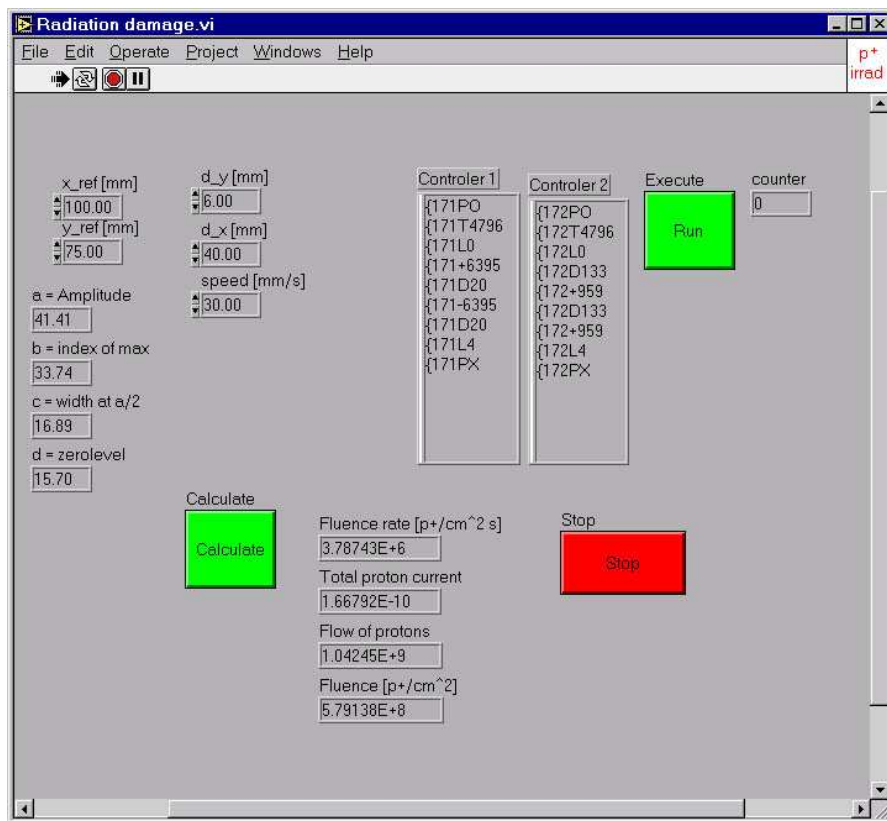 Radiation damage.vi
File Edit Operate Project Windows Help
p+
irrad
x_ref [mm]
100.00
y_ref [mm]
75.00
a = Amplitude
41.41
b = index of max
33.74
c = width at a/2
16.89
d = zerolevel
15.70
d_y [mm]
6.00
d_x [mm]
40.00
speed [mm/s]
30.00
Controler 1
{171PO
{171T4796
{171L0
{171+6395
{171D20
{171-6395
{171D20
{171L4
{171PX
Controler 2
{172PO
{172T4796
{172L0
{172D133
{172+959
{172D133
{172+959
{172L4
{172PX
Execute
Run
counter
0
Calculate
Calculate
Fluence rate [p+/cm^2 s]
3.78743E+6
Total proton current
1.66792E-10
Flow of protons
1.04245E+9
Fluence [p+/cm^2]
5.79138E+8
Stop
Stop